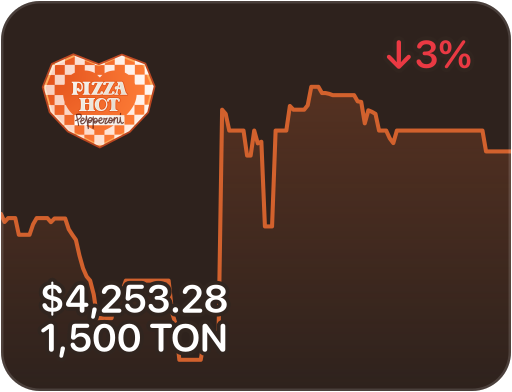 ↓3%
PIZZA
HOT
Pepperoni
$4,253.28
1,500 TON